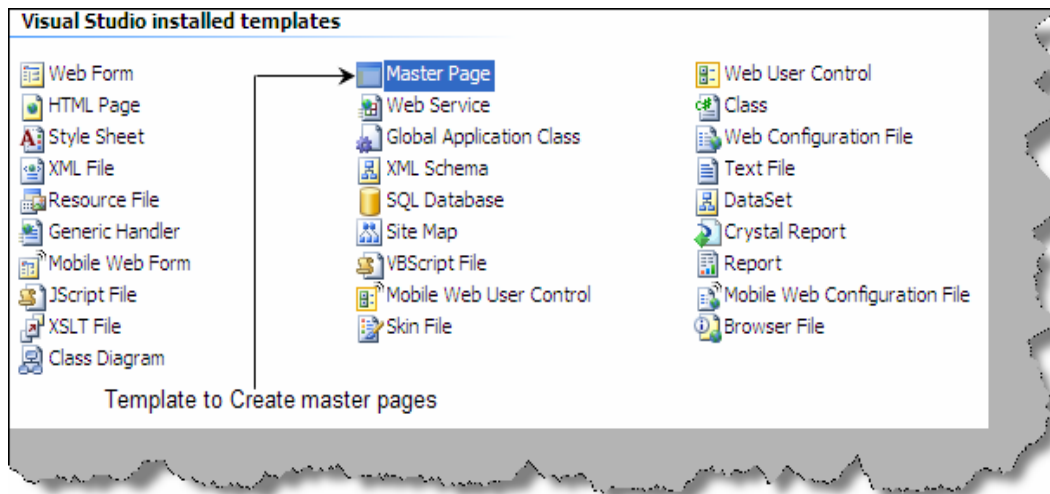 Visual Studio installed templates
Web Form
Master Page
Web User Control
HTML Page
Web Service
Class
Style Sheet
Global Application Class
Web Configuration File
XML File
XML Schema
Text File
Resource File
SQL Database
DataSet
Generic Handler
Site Map
Crystal Report
Mobile Web Form
VBScript File
Report
JScript File
Mobile Web User Control
Mobile Web Configuration File
XSLT File
Skin File
Browser File
Class Diagram
Template to Create master pages